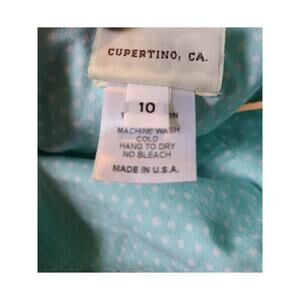 CUPERTINO, CA.
10
MACHINE WASH
COLD
HANG TO DRY
NO BLEACH
MADE IN U.S.A.